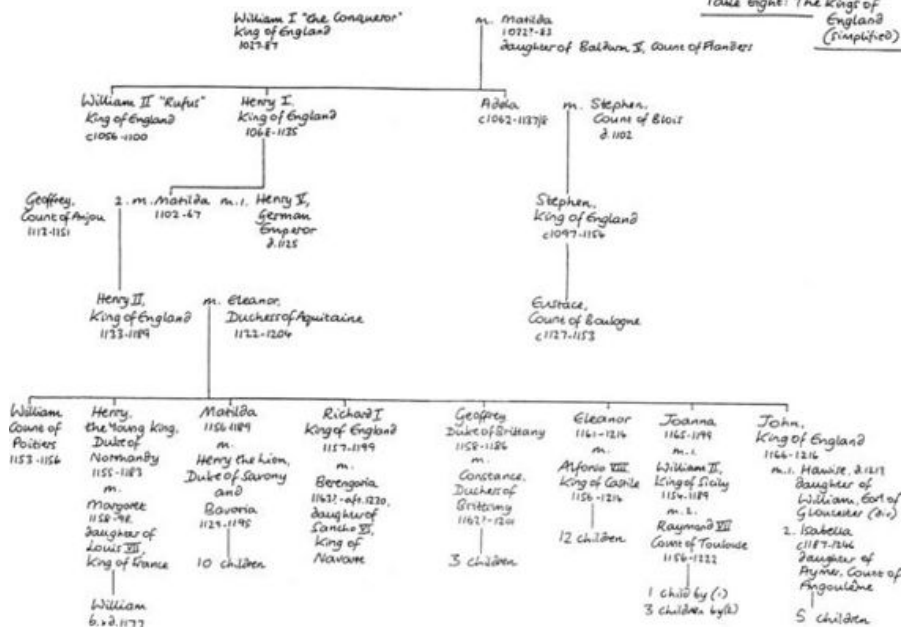 Table Eight: The Kings of
England
(simplified)
William I "the Conqueror"
King of England
1027-87
m. Matilda
1032?-83
daughter of Baldwin V, Count of Flanders
William II "Rufus"
King of England
c1056-1100
Henry I,
King of England
1068-1135
Adela
c1062-1137/8
m. Stephen,
Count of Blois
d.1102
Geoffrey,
Count of Anjou
1113-1151
2. m. Matilda m.1. Henry V,
1102-67
German
Emperor
d.1125
Stephen,
King of England
c1097-1154
Henry II,
King of England
1133-1189
m. Eleanor,
Duchess of Aquitaine
1122-1204
Eustace,
Count of Boulogne
c1127-1153
William
Count of
Poitiers
1153-1156
Henry,
the Young King,
Duke of
Normandy
1155-1183
m.
Margaret
1158-98
daughter of
Louis VII,
King of France
William
b.+d.1177
Matilda
1156-1189
m.
Henry the Lion,
Duke of Saxony
and
Bavaria
1129-1195
10 children
Richard I
King of England
1157-1199
m.
Berengaria
1163?-aft.1230,
daughter of
Sancho VI,
King of
Navarre
Geoffrey
Duke of Brittany
1158-1186
m.
Constance,
Duchess of
Brittany
1162?-1201
3 children
Eleanor
1161-1214
m.
Alfonso VIII
King of Castile
1156-1214
12 children
Joanna
1165-1199
m.1.
William II,
King of Sicily
1154-1189
m.2.
Raymond VII
Count of Toulouse
1156-1222
1 child by (1)
3 children by (2)
John,
King of England
1166-1216
m.1. Hawise, d.1217
daughter of
William, Earl of
Gloucester (div)
2. Isabella
c1187-1246
daughter of
Aymer, Count of
Angoulême
5 children